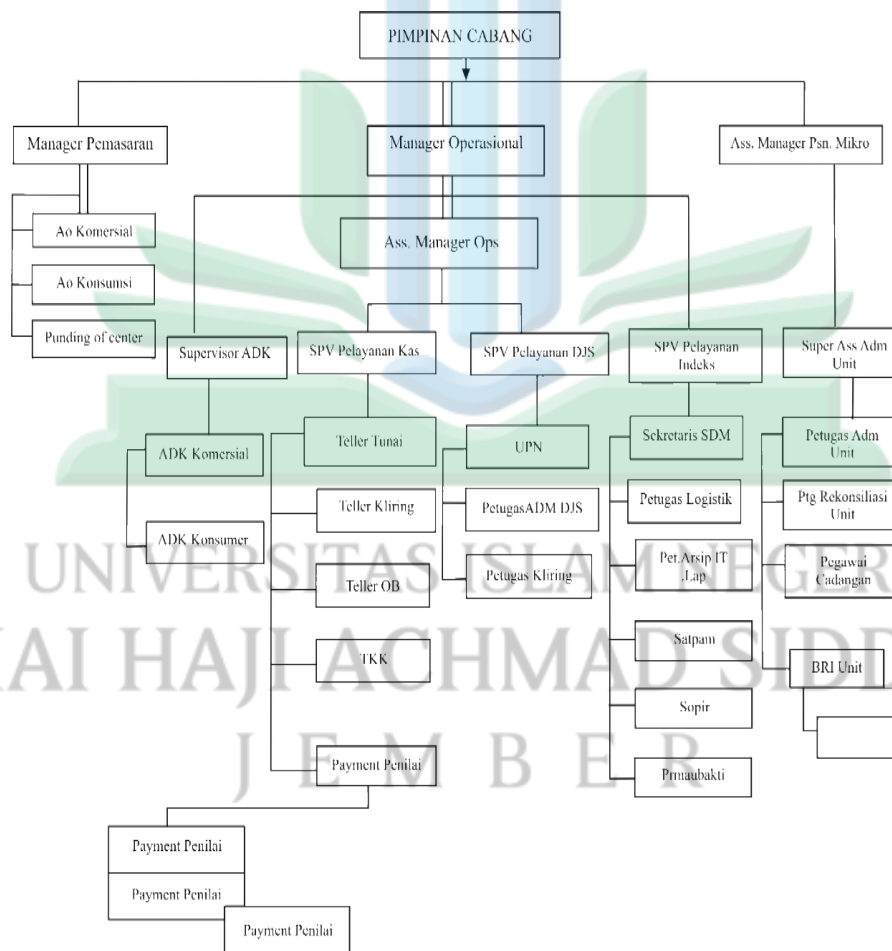 PIMPINAN CABANG
Manager Pemasaran
Manager Operasional
Ass. Manager Psn. Mikro
Ao Komersial
Ao Konsumsi
Punding of center
Ass. Manager Ops
Supervisor ADK
SPV Pelayanan Kas
SPV Pelayanan DJS
SPV Pelayanan
Indeks
Super Ass Adm
Unit
ADK Komersial
ADK Konsumer
Teller Tunai
Teller Kliring
Teller OB
TKK
Payment Penilai
UPN
PetugasADM DJS
Petugas Kliring
Sekretaris SDM
Petugas Logistik
Pet.Arsip IT
.Lap
Satpam
Sopir
Prmaubakti
Petugas Adm
Unit
Ptg Rekonsiliasi
Unit
Pegawai
Cadangan
BRI Unit
Payment Penilai
Payment Penilai
Payment Penilai
UNIVERSITAS ISLAM NEGERI
KAI HAJI ACHMAD SIDD
JEMBER